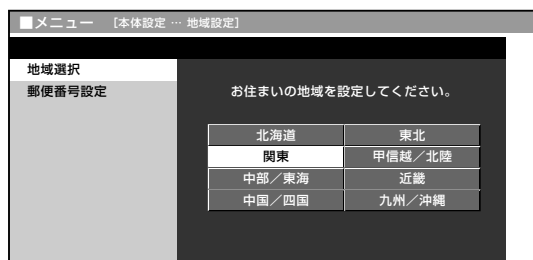 ■メニュー [本体設定 … 地域設定]
地域選択
郵便番号設定
お住まいの地域を設定してください。
北海道 東北
関東 甲信越／北陸
中部／東海 近畿
中国／四国 九州／沖縄